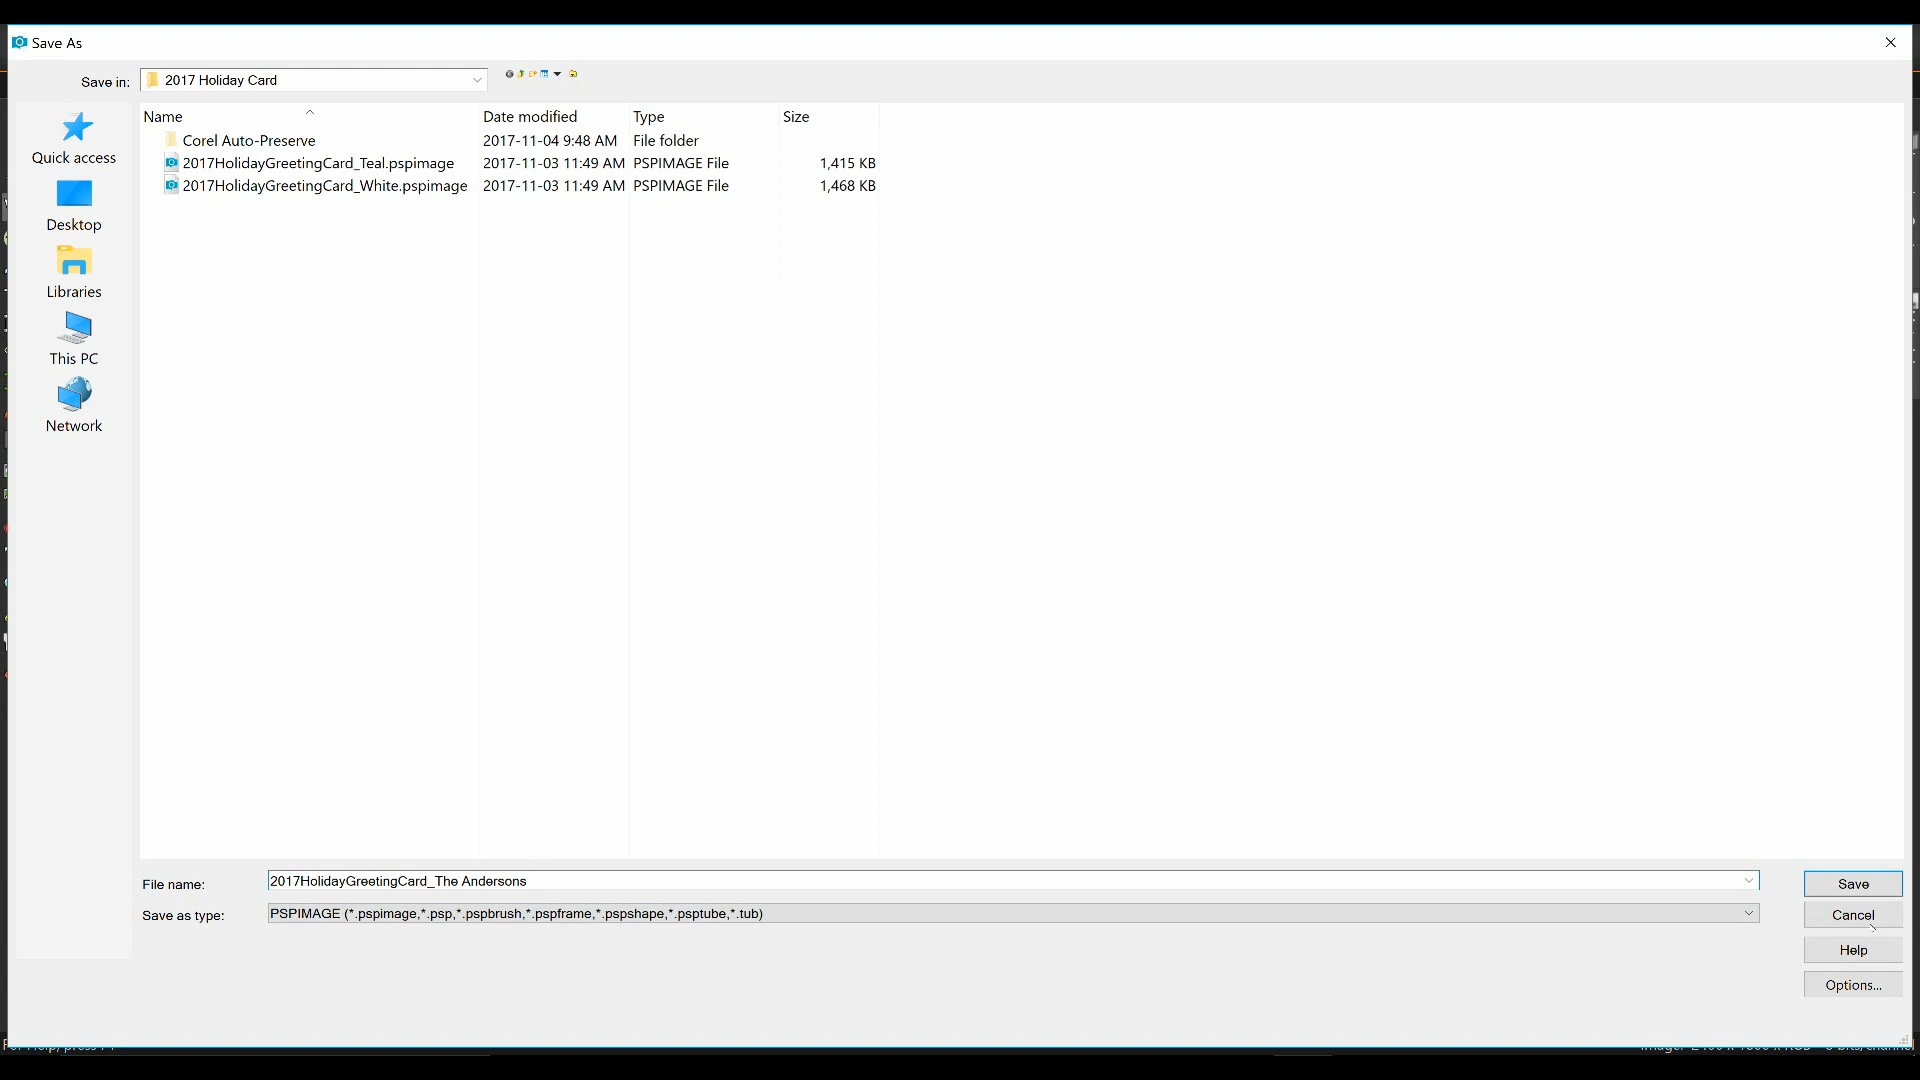 Save As
Save in: 2017 Holiday Card
Name Date modified Type Size
Corel Auto-Preserve 2017-11-04 9:48 AM File folder
2017HolidayGreetingCard_Teal.pspimage 2017-11-03 11:49 AM PSPIMAGE File 1,415 KB
2017HolidayGreetingCard_White.pspimage 2017-11-03 11:49 AM PSPIMAGE File 1,468 KB
Quick access
Desktop
Libraries
This PC
Network
File name: 2017HolidayGreetingCard_The Andersons
Save as type: PSPIMAGE (*.pspimage,*.psp,*.pspbrush,*.pspframe,*.pspshape,*.psptube,*.tub)
Save
Cancel
Help
Options...